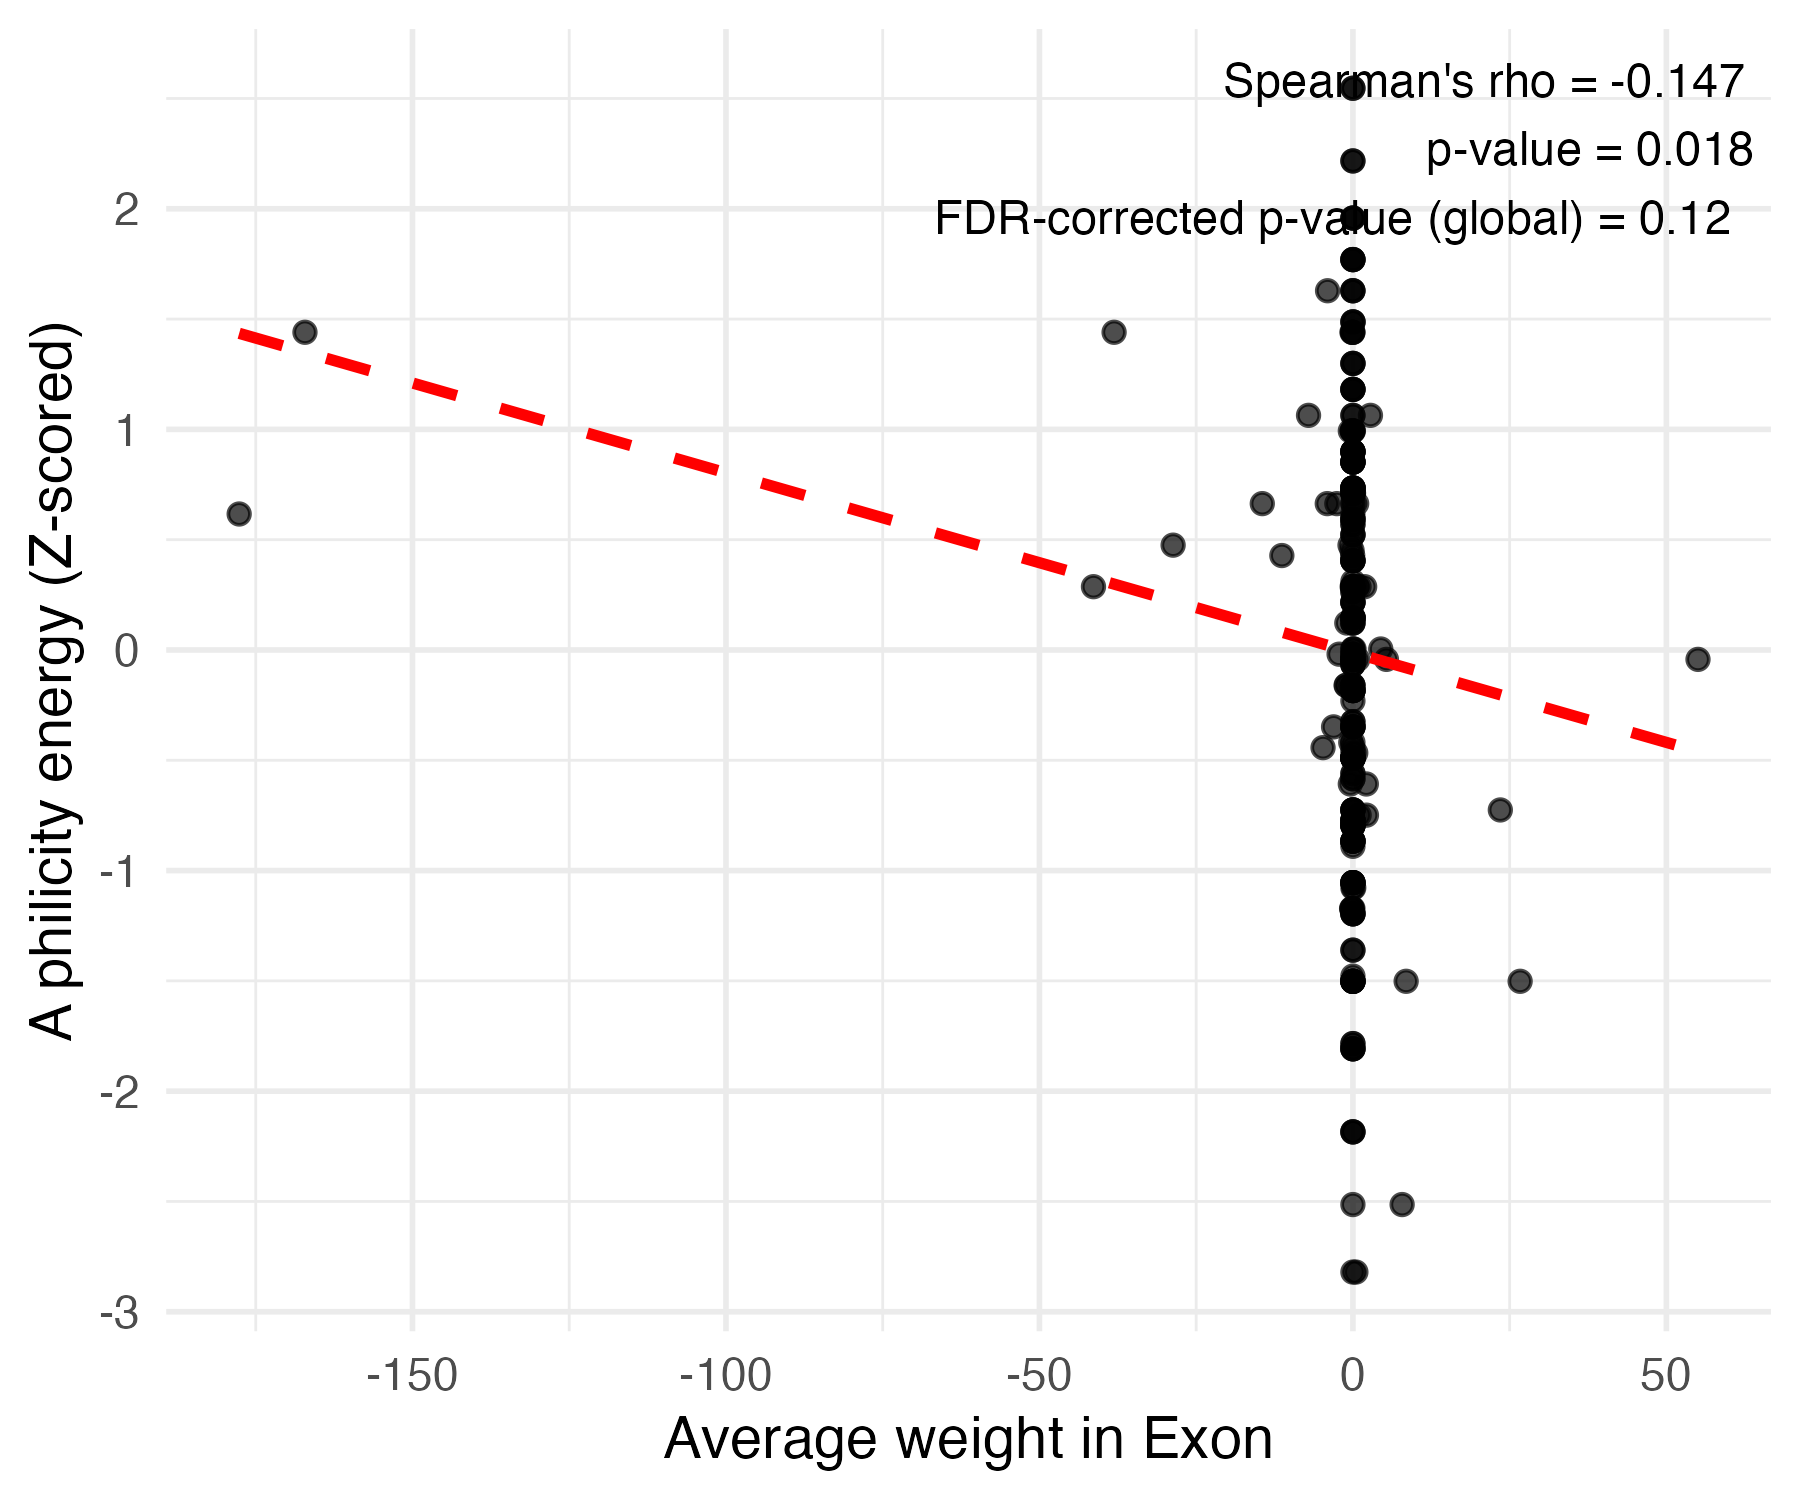 Spearman's rho = -0.147
p-value = 0.018
FDR-corrected p-value (global) = 0.12
2
1
0
-1
-2
-3
A philicity energy (Z-scored)
-150 -100 -50 0 50
Average weight in Exon